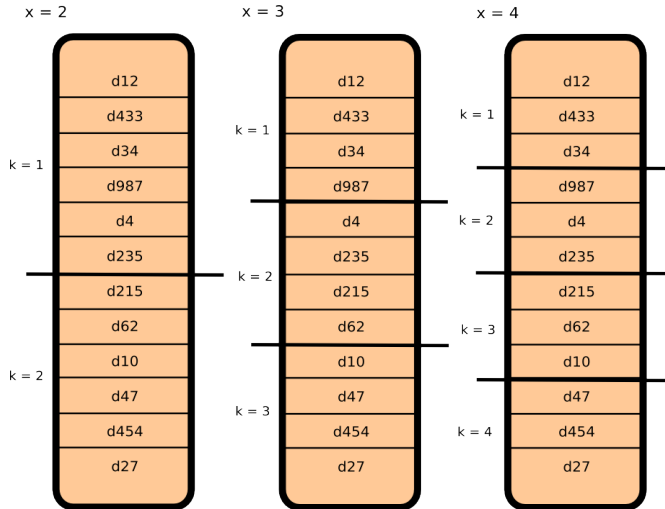 x = 2
d12
d433
d34
k = 1
d987
d4
d235
d215
d62
k = 2
d10
d47
d454
d27
x = 3
d12
d433
k = 1
d34
d987
d4
d235
k = 2
d215
d62
d10
d47
k = 3
d454
d27
x = 4
d12
k = 1
d433
d34
d987
k = 2
d4
d235
d215
k = 3
d62
d10
d47
k = 4
d454
d27